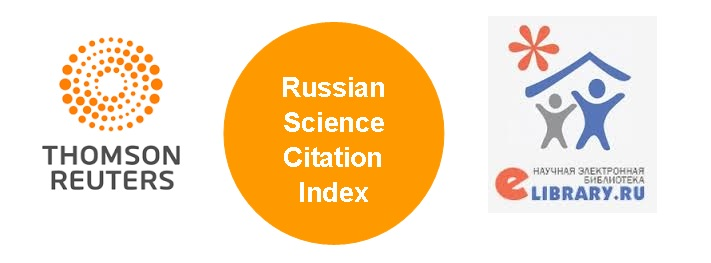 THOMSON
REUTERS
Russian
Science
Citation
Index
НАУЧНАЯ ЭЛЕКТРОННАЯ
БИБЛИОТЕКА
eLIBRARY.RU